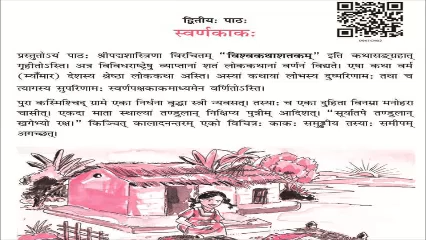 द्वितीयः पाठः
स्वर्णकाकः
प्रस्तुतोऽयं पाठः श्रीपद्मशास्त्रिणा विरचितम् "विश्वकथाशतकम्" इति कथासङ्ग्रहात्
गृहीतोऽस्ति। अत्र विविधराष्ट्रेषु व्याप्तानां शतं लोककथानां वर्णनं विद्यते। एषा कथा वर्म
(म्याँमार) देशस्य श्रेष्ठा लोककथा अस्ति। अस्यां कथायां लोभस्य दुष्परिणामः तथा च
त्यागस्य सुपरिणामः स्वर्णपक्षकाकमाध्यमेन वर्णितोऽस्ति।
पुरा कस्मिंश्चिद् ग्रामे एका निर्धना वृद्धा स्त्री न्यवसत्। तस्याः च एका दुहिता विनम्रा मनोहरा
चासीत्। एकदा माता स्थाल्यां तण्डुलान् निक्षिप्य पुत्रीम् आदिशत्। "सूर्यातपे तण्डुलान्
खगेभ्यो रक्ष।" किञ्चित् कालादनन्तरम् एको विचित्रः काकः समुड्डीय तस्याः समीपम्
अगच्छत्।